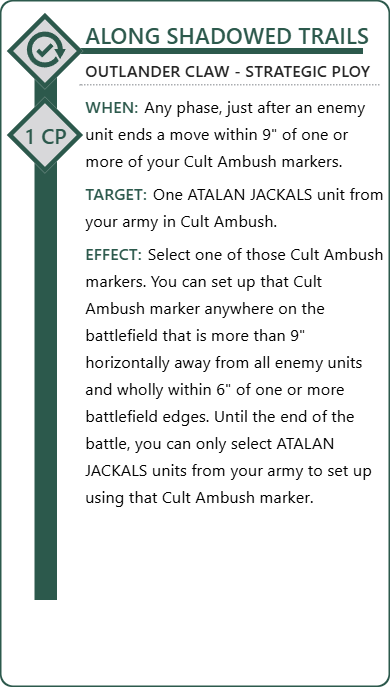 ALONG SHADOWED TRAILS
OUTLANDER CLAW - STRATEGIC PLOY
1 CP
WHEN: Any phase, just after an enemy
unit ends a move within 9" of one or
more of your Cult Ambush markers.
TARGET: One ATALAN JACKALS unit from
your army in Cult Ambush.
EFFECT: Select one of those Cult Ambush
markers. You can set up that Cult
Ambush marker anywhere on the
battlefield that is more than 9"
horizontally away from all enemy units
and wholly within 6" of one or more
battlefield edges. Until the end of the
battle, you can only select ATALAN
JACKALS units from your army to set up
using that Cult Ambush marker.